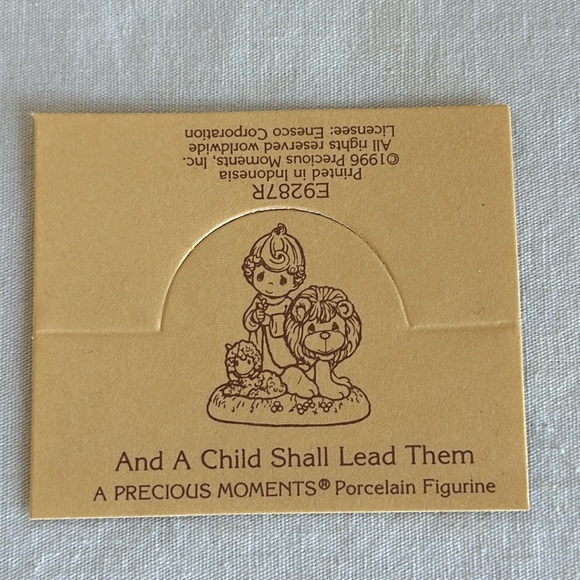 E9287R
Printed in Indonesia
©1996 Precious Moments, Inc.
All rights reserved worldwide
Licensee: Enesco Corporation
And A Child Shall Lead Them
A PRECIOUS MOMENTS® Porcelain Figurine